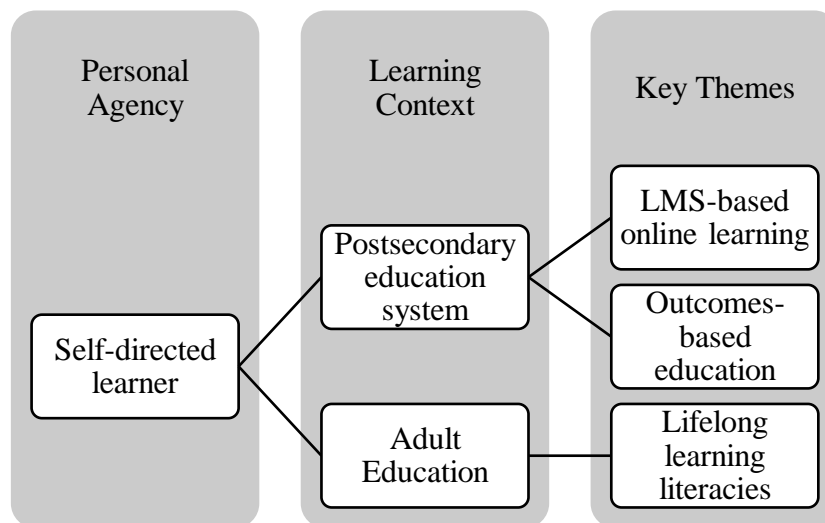 Personal
Agency
Learning
Context
Key Themes
Self-directed
learner
Postsecondary
education
system
Adult
Education
LMS-based
online learning
Outcomes-
based
education
Lifelong
learning
literacies